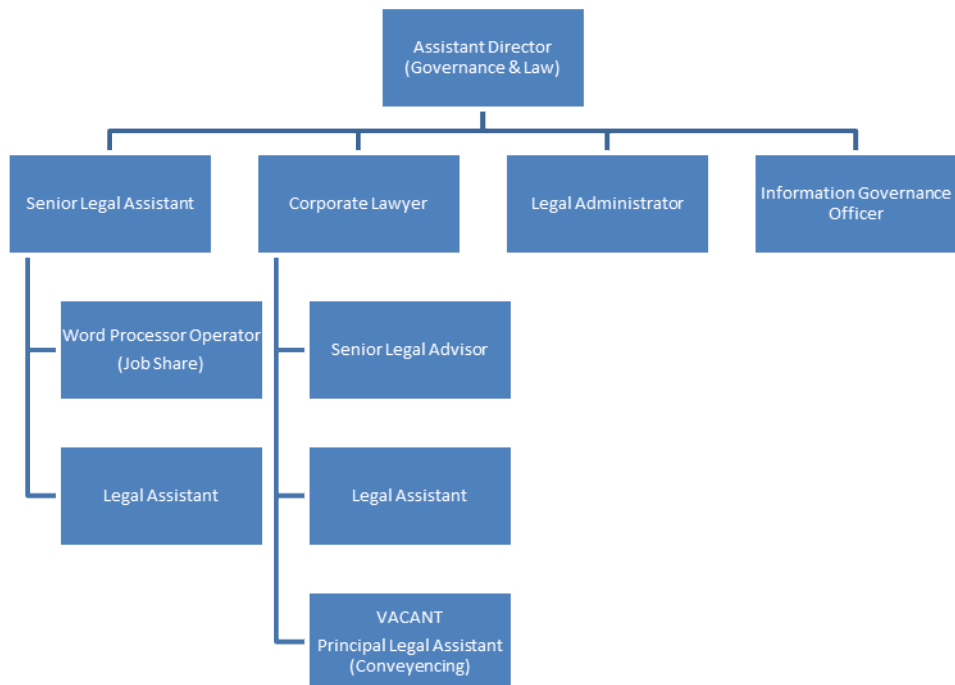 Assistant Director
(Governance & Law)
Senior Legal Assistant
Corporate Lawyer
Legal Administrator
Information Governance
Officer
Word Processor Operator
(Job Share)
Senior Legal Advisor
Legal Assistant
Legal Assistant
VACANT
Principal Legal Assistant
(Conveyencing)